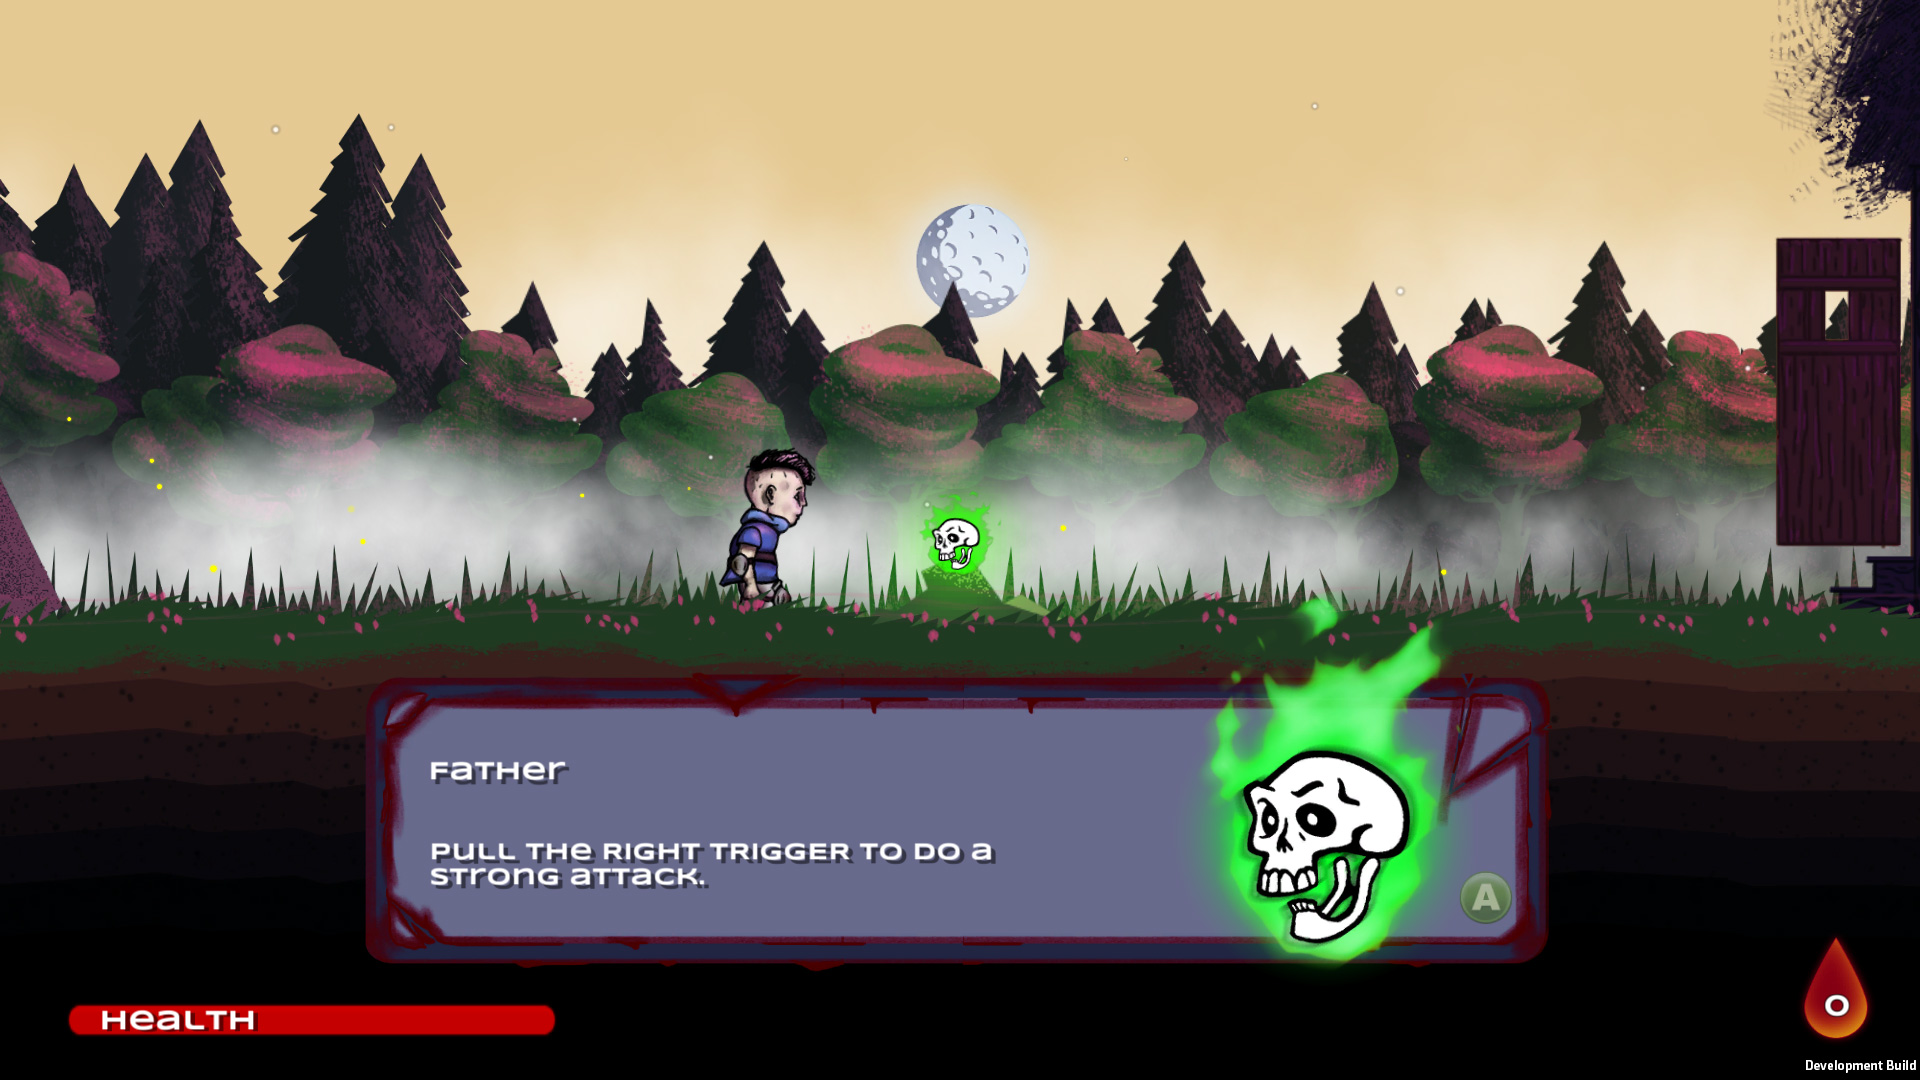 Father
PULL THE RIGHT TRIGGER TO DO A
STRONG ATTACK.
A
HEALTH
0
Development Build